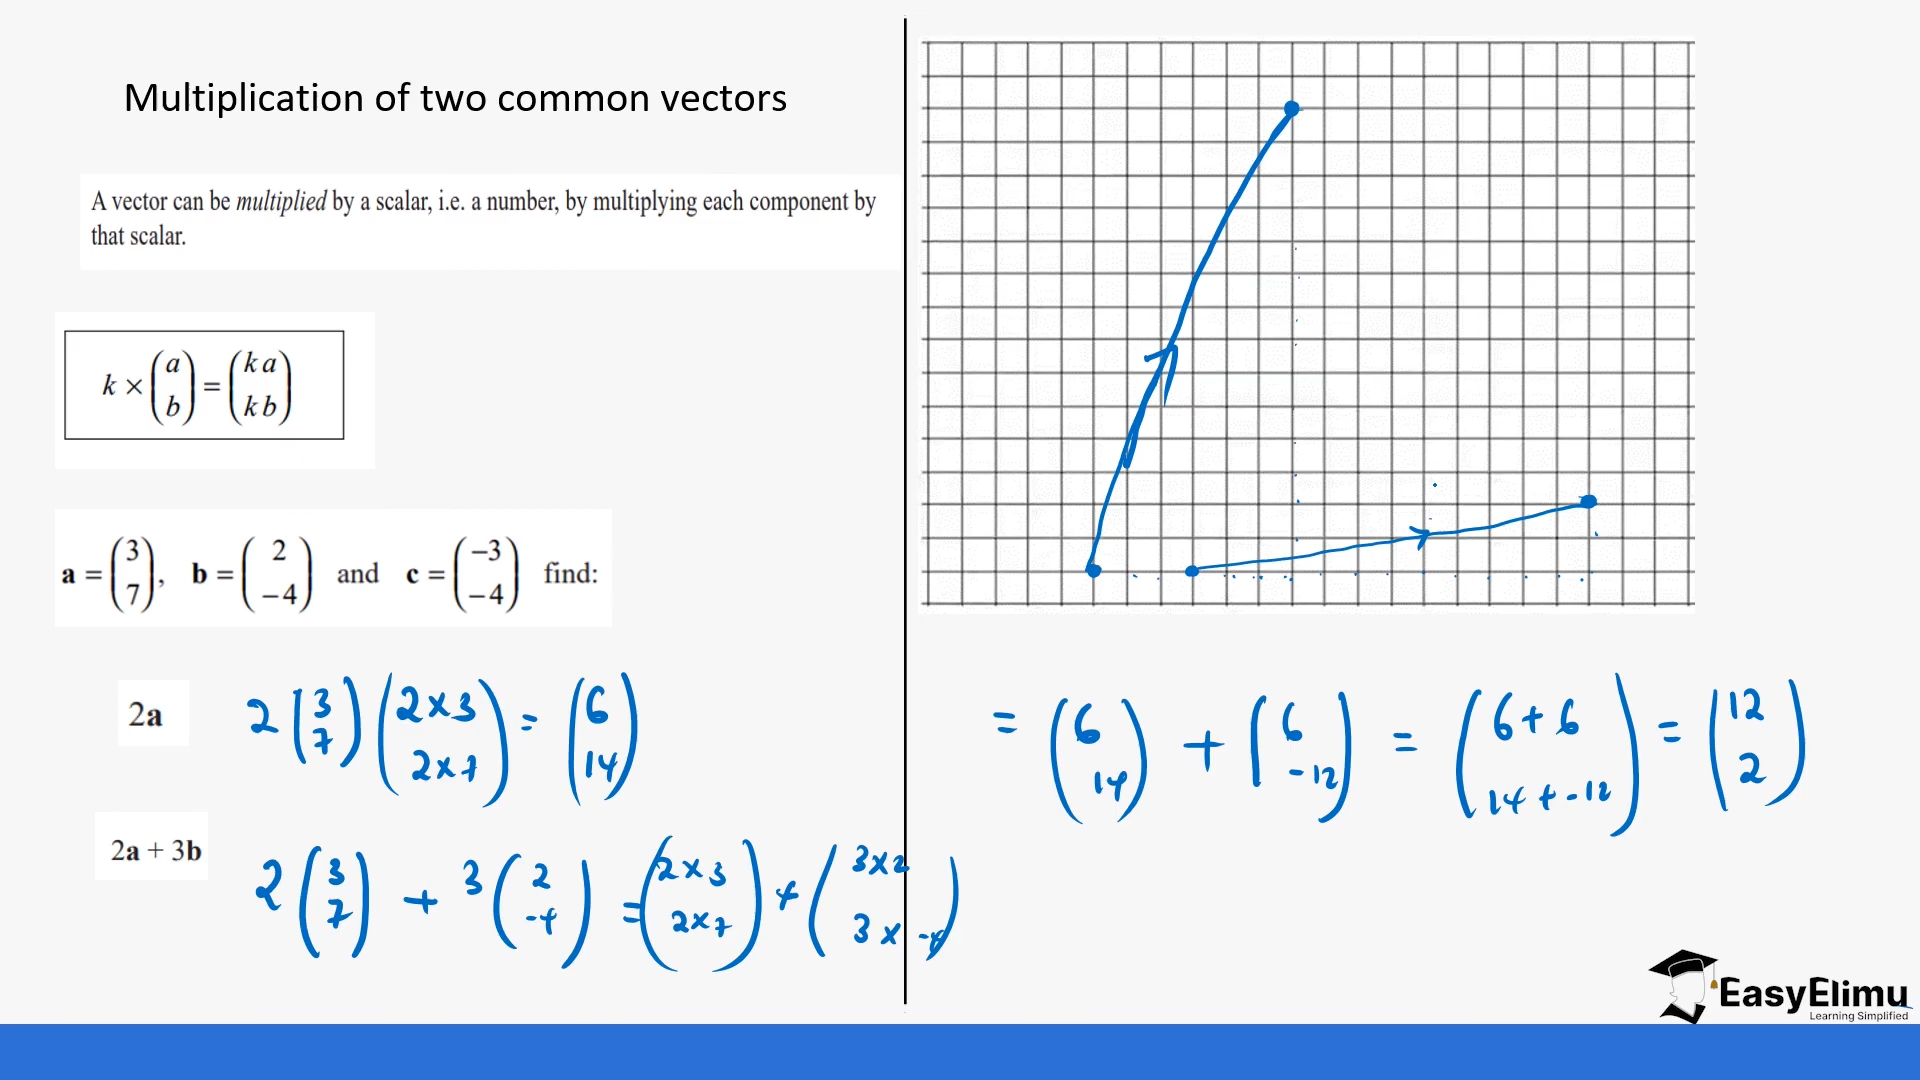 Multiplication of two common vectors
A vector can be multiplied by a scalar, i.e. a number, by multiplying each component by
that scalar.
k × (a b) = (k a k b)
a = (3 7), b = (2 −4) and c = (−3 −4) find:
2a
2 (3 7) (2×3 2×7) = (6 14)
2a + 3b
2 (3 7) + 3 (2 -4) = (2×3 2×7) + (3×2 3×-4)
= (6 14) + (6 -12) = (6+6 14+-12) = (12 2)
EasyElimu
Learning Simplified